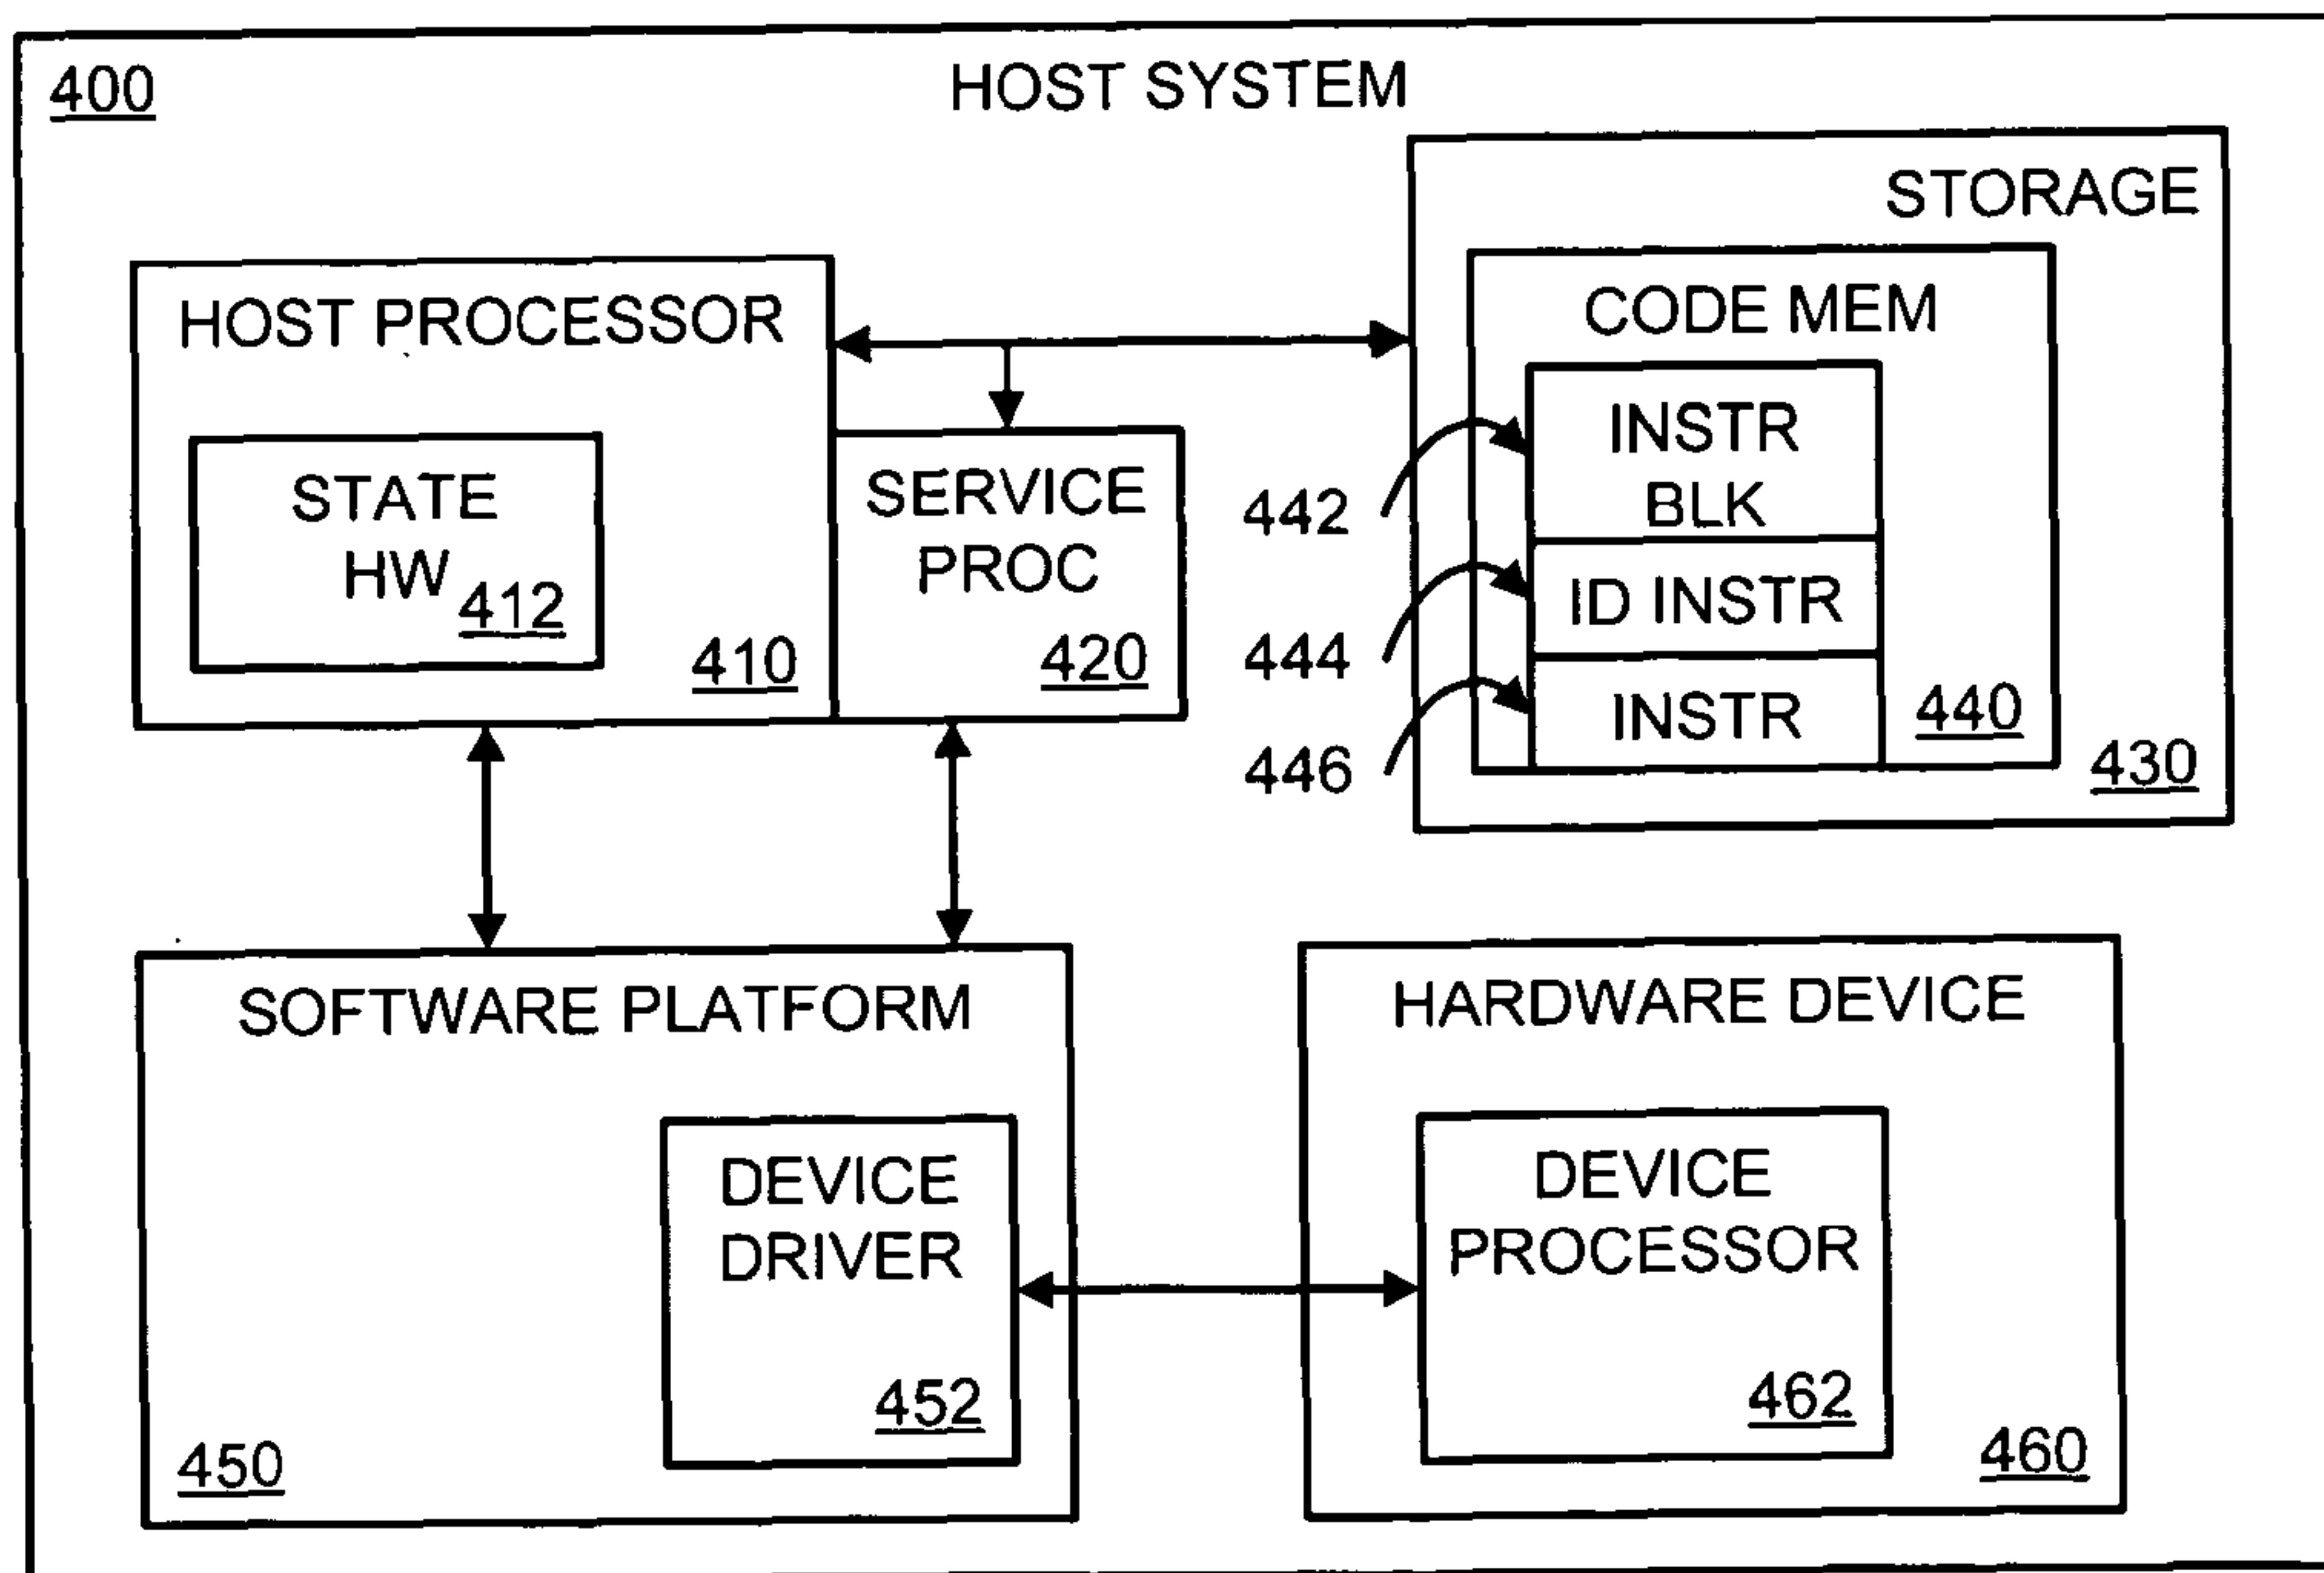 400
HOST SYSTEM
STORAGE
HOST PROCESSOR
CODE MEM
STATE
HW
412
410
SERVICE
PROC
420
442
444
446
INSTR
BLK
ID INSTR
INSTR
440
430
SOFTWARE PLATFORM
DEVICE
DRIVER
452
450
HARDWARE DEVICE
DEVICE
PROCESSOR
462
460